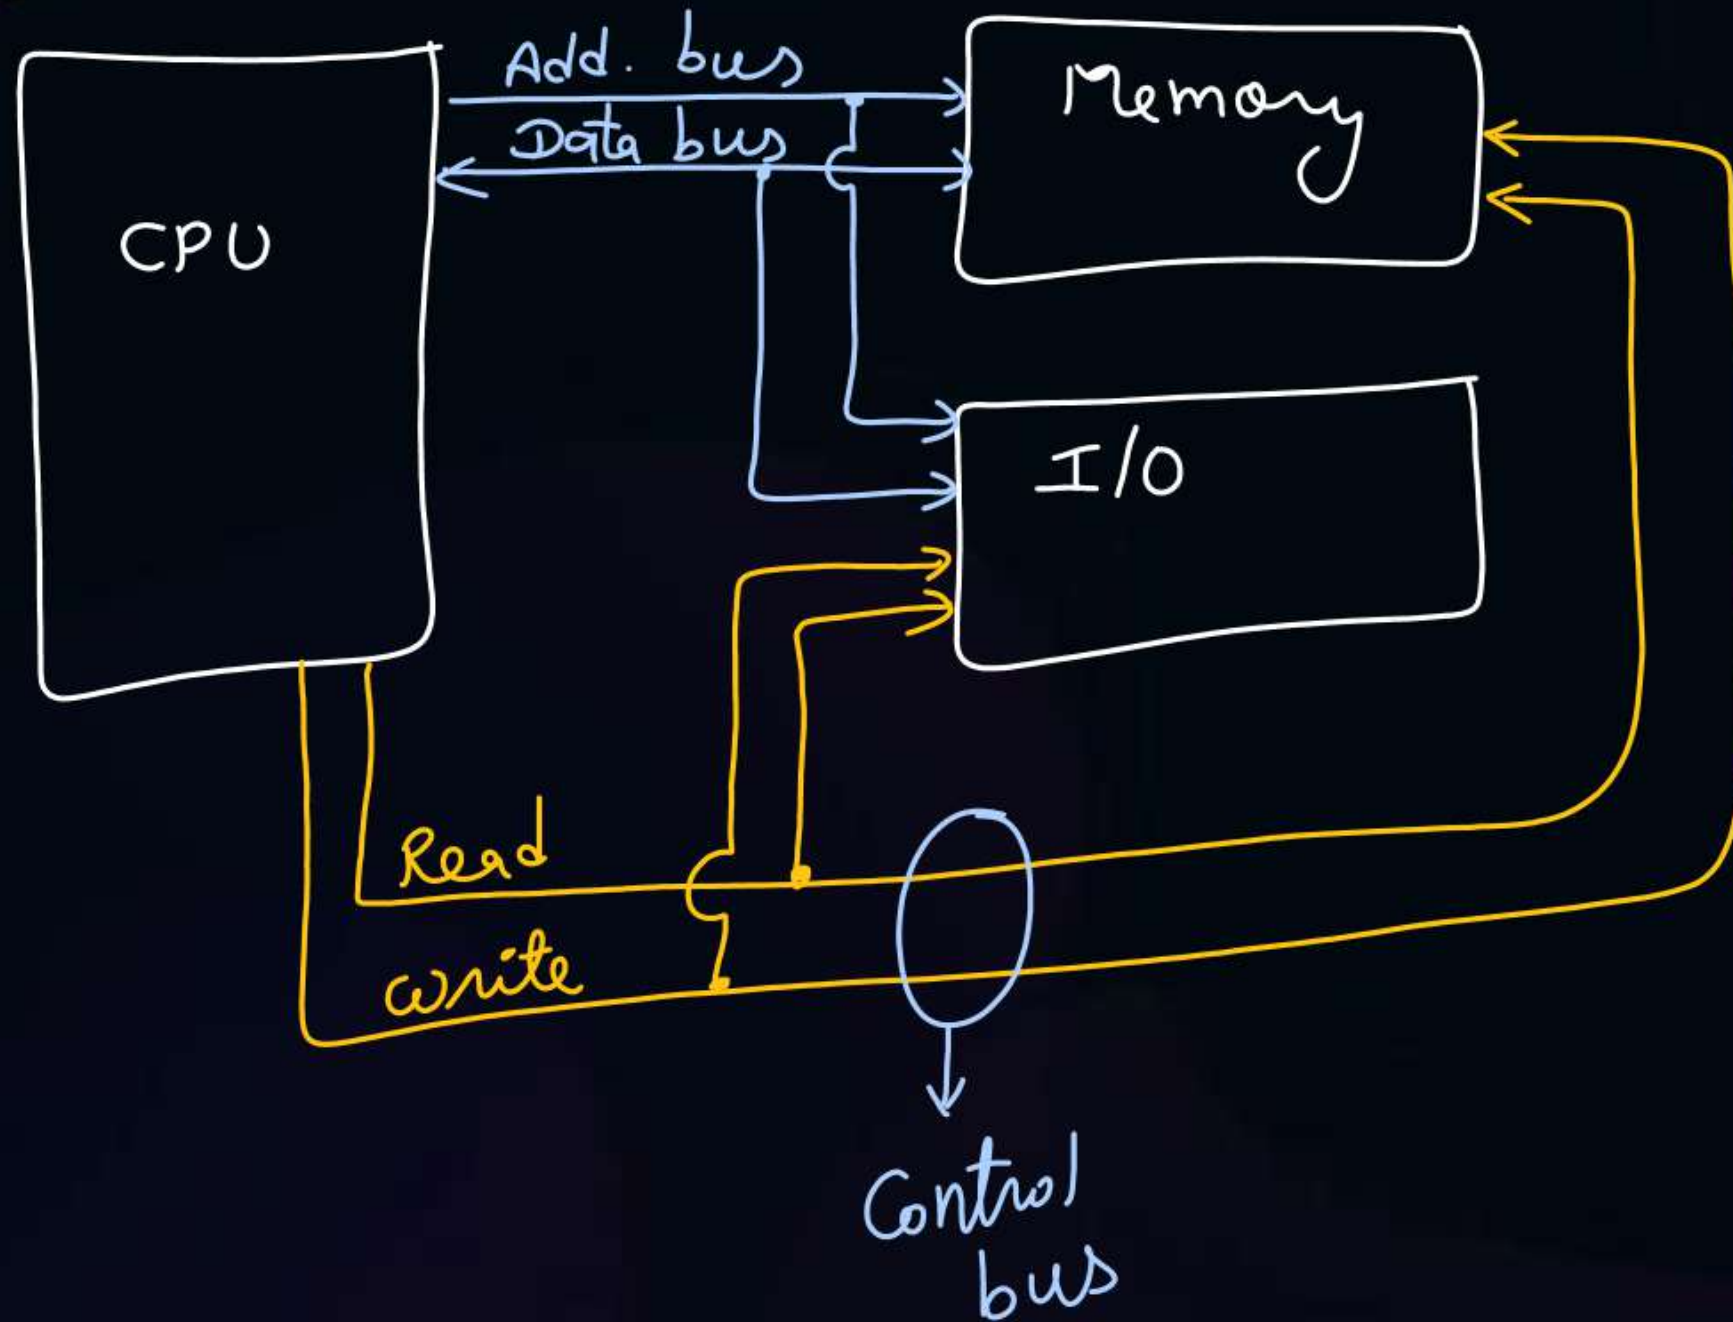 Add. bus
Data bus
Memory
CPU
I/O
Read
write
Control
bus